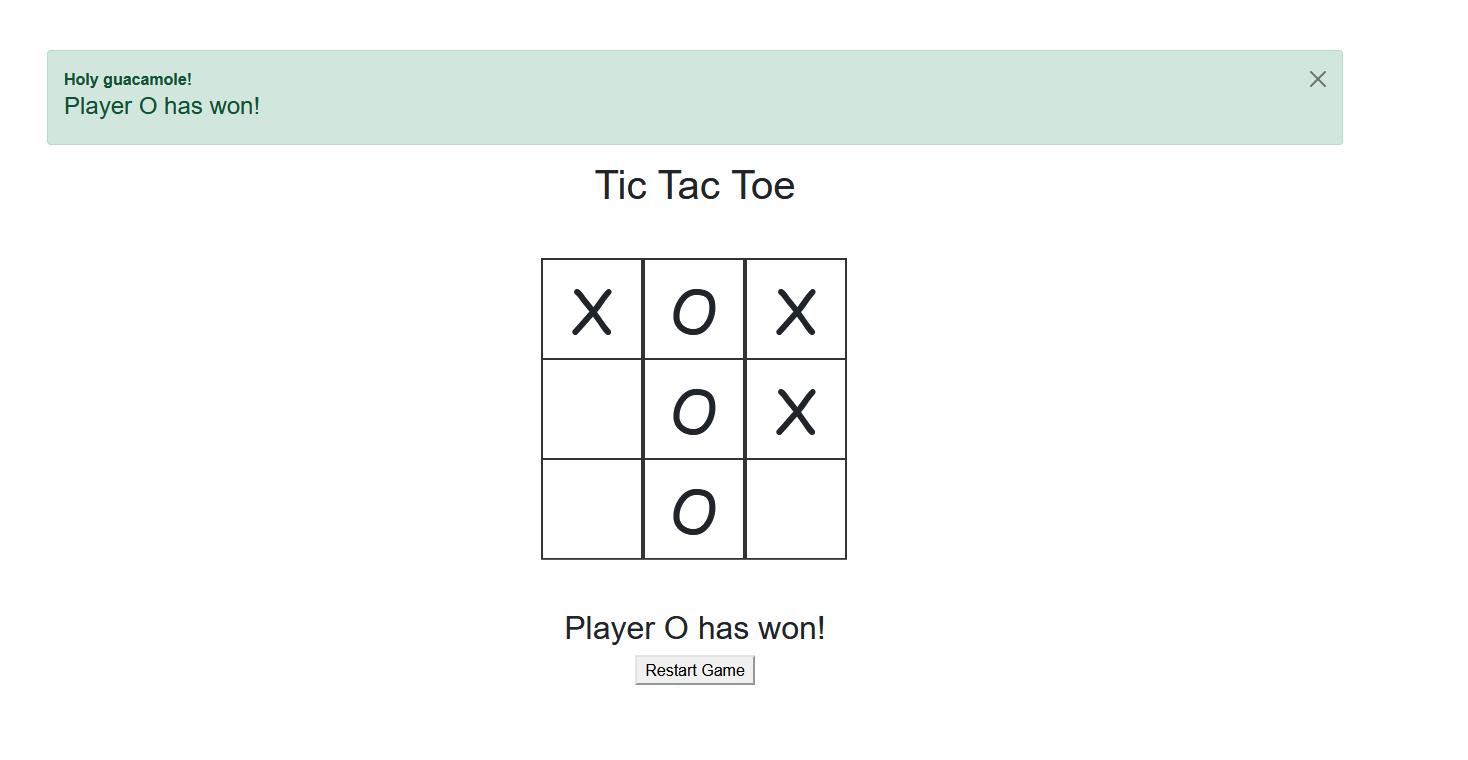 Holy guacamole!
Player O has won!
Tic Tac Toe
X O X
O X
O
Player O has won!
Restart Game